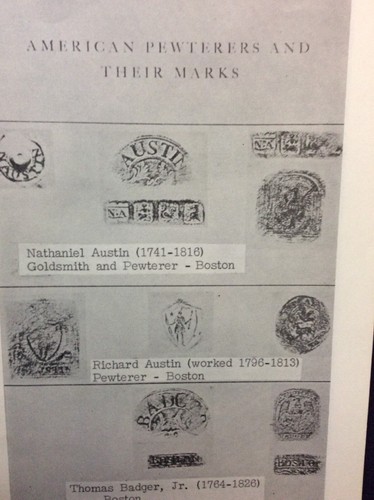 AMERICAN PEWTERERS AND
THEIR MARKS
AUSTIN
N·A
N·A
Nathaniel Austin (1741-1816)
Goldsmith and Pewterer - Boston
Richard Austin (worked 1796-1813)
Pewterer - Boston
BADG
BOSTON
Thomas Badger, Jr. (1764-1826)
Boston